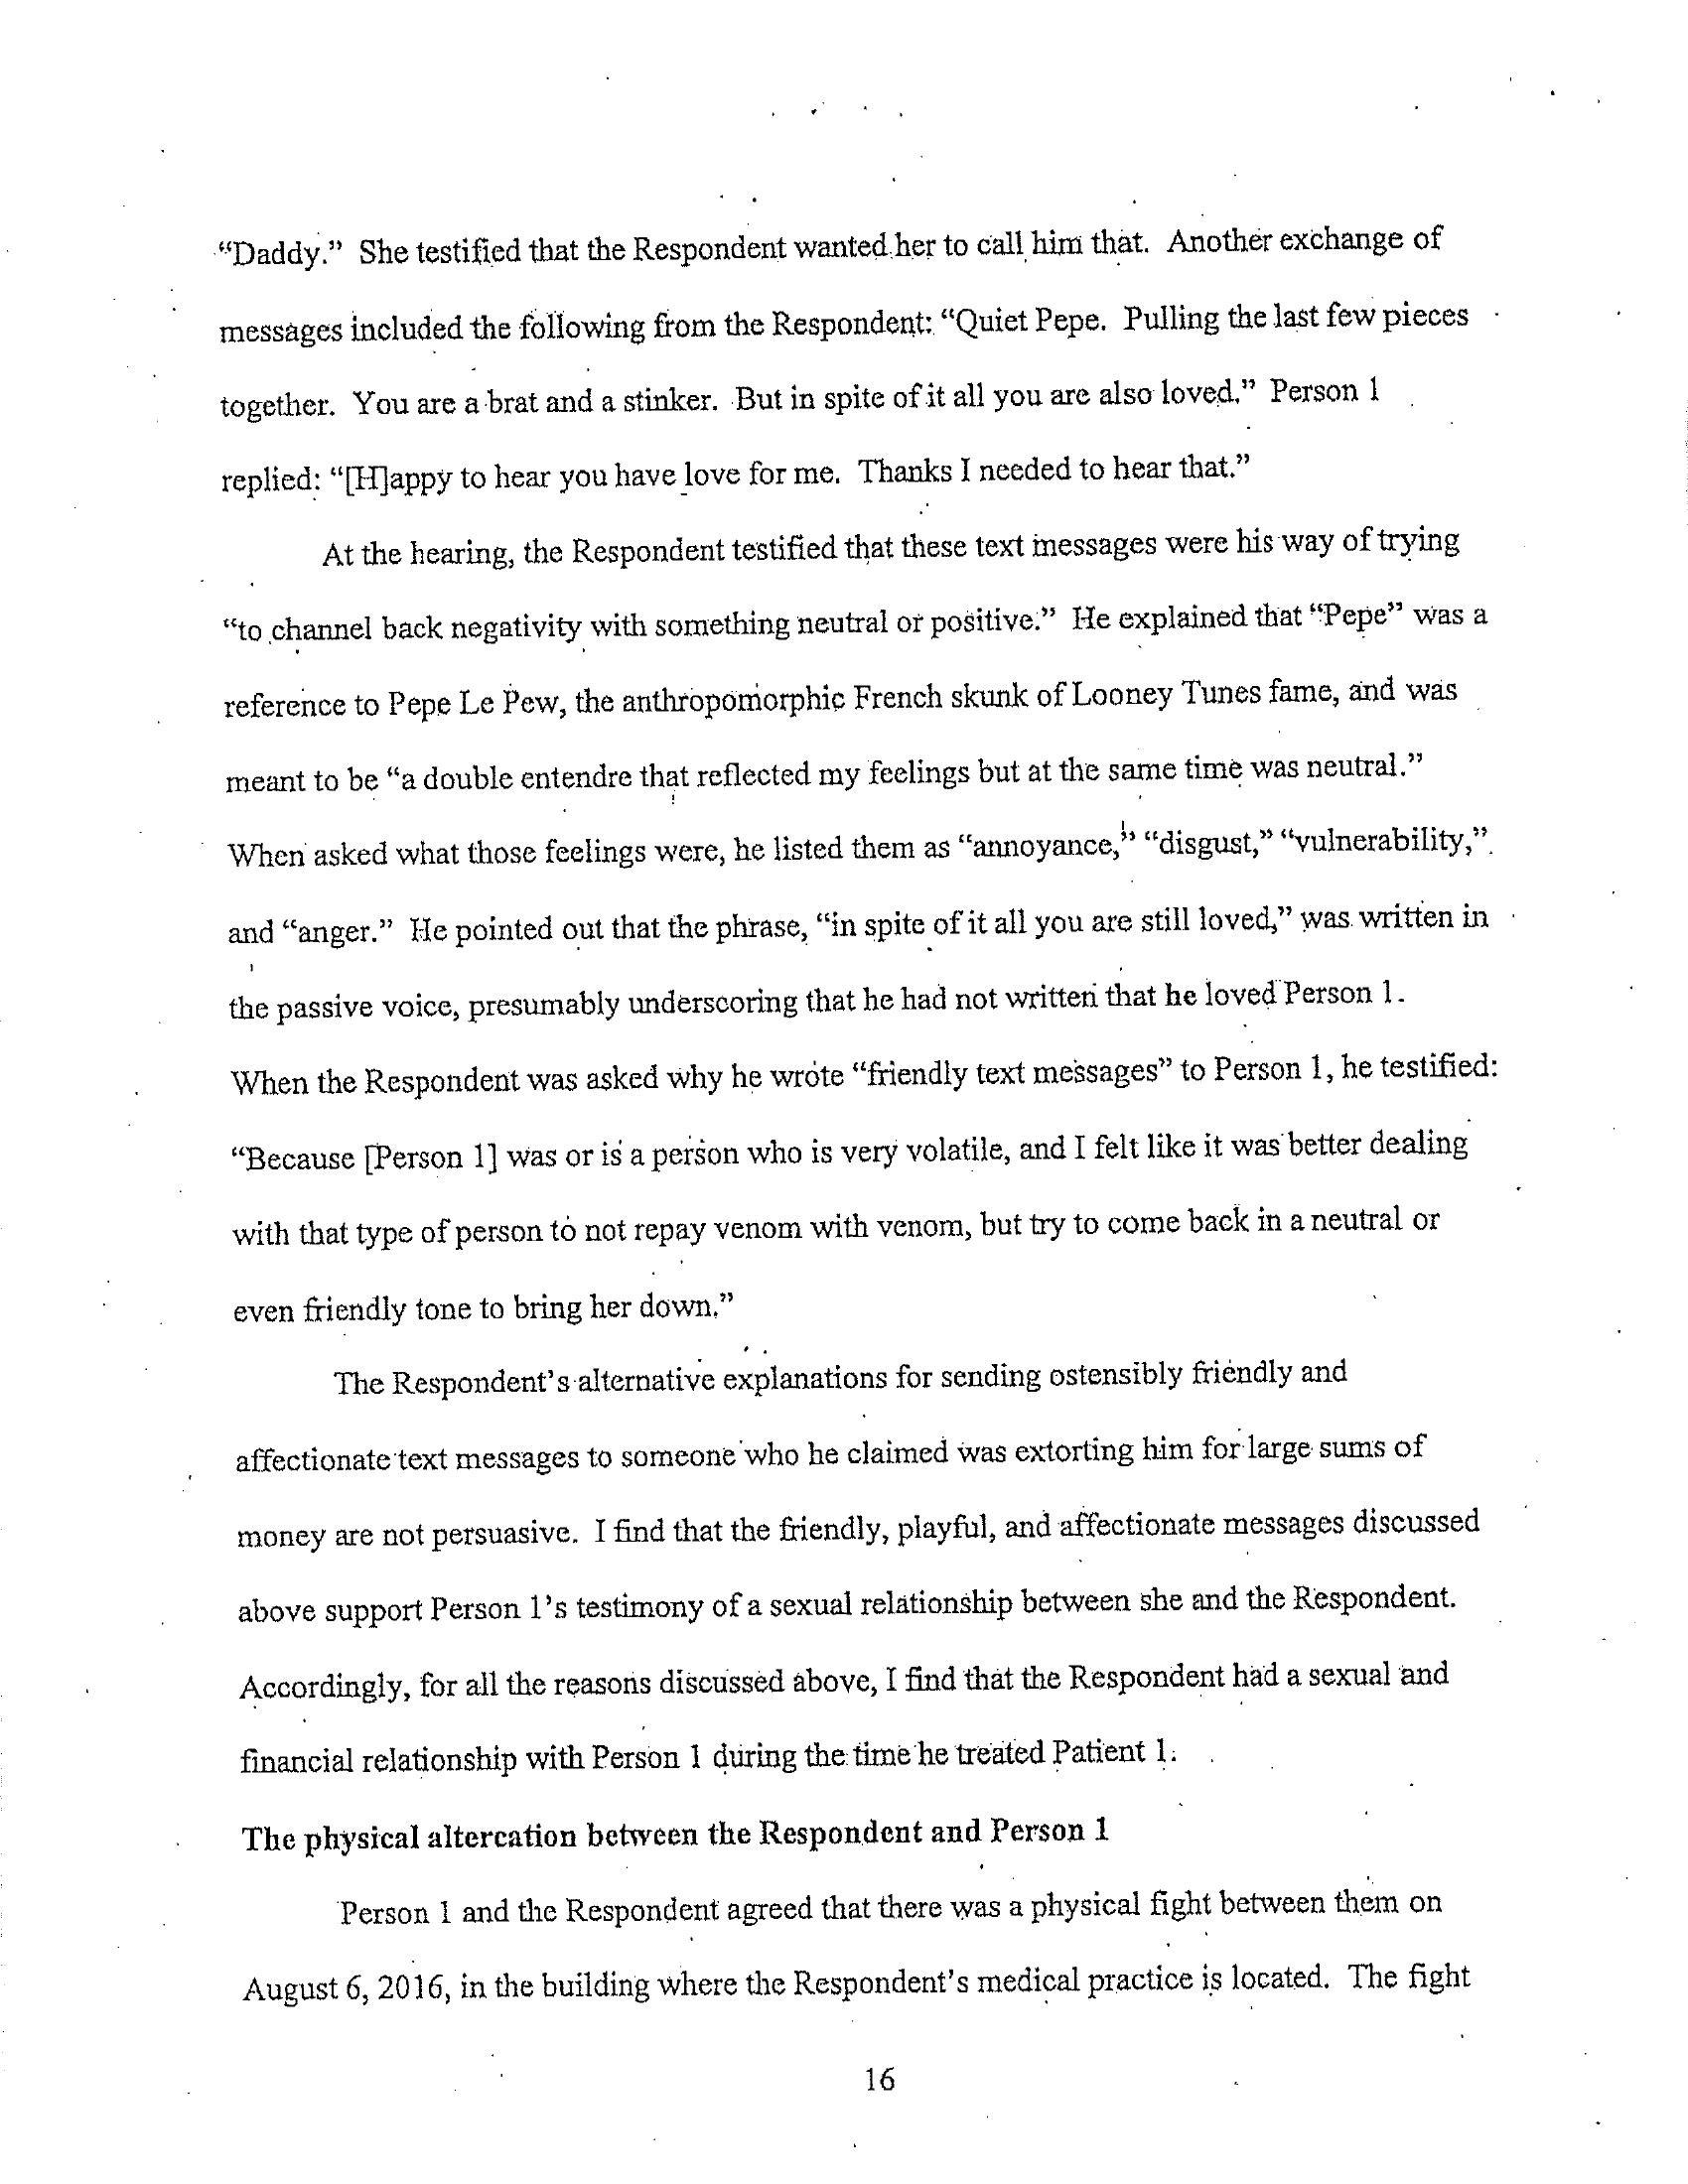 “Daddy.” She testified that the Respondent wanted her to call him that. Another exchange of
messages included the following from the Respondent: “Quiet Pepe. Pulling the last few pieces
together. You are a brat and a stinker. But in spite of it all you are also loved.” Person 1
replied: “[H]appy to hear you have love for me. Thanks I needed to hear that.”
At the hearing, the Respondent testified that these text messages were his way of trying
“to channel back negativity with something neutral or positive.” He explained that “Pepe” was a
reference to Pepe Le Pew, the anthropomorphic French skunk of Looney Tunes fame, and was
meant to be “a double entendre that reflected my feelings but at the same time was neutral.”
When asked what those feelings were, he listed them as “annoyance,” “disgust,” “vulnerability,”
and “anger.” He pointed out that the phrase, “in spite of it all you are still loved,” was written in
the passive voice, presumably underscoring that he had not written that he loved Person 1.
When the Respondent was asked why he wrote “friendly text messages” to Person 1, he testified:
“Because [Person 1] was or is a person who is very volatile, and I felt like it was better dealing
with that type of person to not repay venom with venom, but try to come back in a neutral or
even friendly tone to bring her down.”
The Respondent’s alternative explanations for sending ostensibly friendly and
affectionate text messages to someone who he claimed was extorting him for large sums of
money are not persuasive. I find that the friendly, playful, and affectionate messages discussed
above support Person 1’s testimony of a sexual relationship between she and the Respondent.
Accordingly, for all the reasons discussed above, I find that the Respondent had a sexual and
financial relationship with Person 1 during the time he treated Patient 1.
The physical altercation between the Respondent and Person 1
Person 1 and the Respondent agreed that there was a physical fight between them on
August 6, 2016, in the building where the Respondent’s medical practice is located. The fight
16